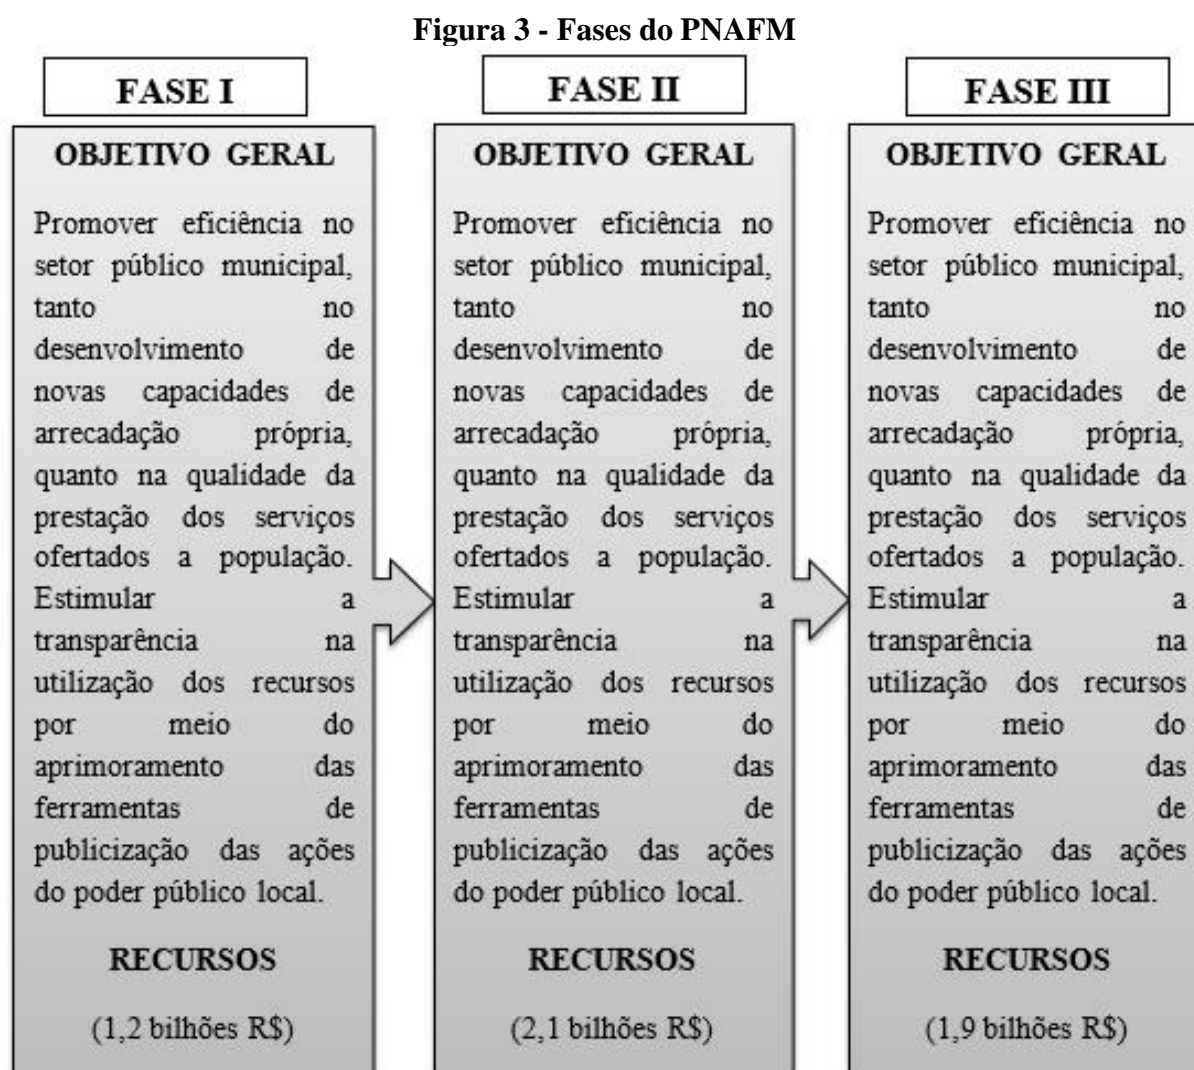 Figura 3 - Fases do PNAFM
FASE I
OBJETIVO GERAL
Promover eficiência no
setor público municipal,
tanto no
desenvolvimento de
novas capacidades de
arrecadação própria,
quanto na qualidade da
prestação dos serviços
ofertados a população.
Estimular a
transparência na
utilização dos recursos
por meio do
aprimoramento das
ferramentas de
publicização das ações
do poder público local.
RECURSOS
(1,2 bilhões R$)
FASE II
OBJETIVO GERAL
Promover eficiência no
setor público municipal,
tanto no
desenvolvimento de
novas capacidades de
arrecadação própria,
quanto na qualidade da
prestação dos serviços
ofertados a população.
Estimular a
transparência na
utilização dos recursos
por meio do
aprimoramento das
ferramentas de
publicização das ações
do poder público local.
RECURSOS
(2,1 bilhões R$)
FASE III
OBJETIVO GERAL
Promover eficiência no
setor público municipal,
tanto no
desenvolvimento de
novas capacidades de
arrecadação própria,
quanto na qualidade da
prestação dos serviços
ofertados a população.
Estimular a
transparência na
utilização dos recursos
por meio do
aprimoramento das
ferramentas de
publicização das ações
do poder público local.
RECURSOS
(1,9 bilhões R$)